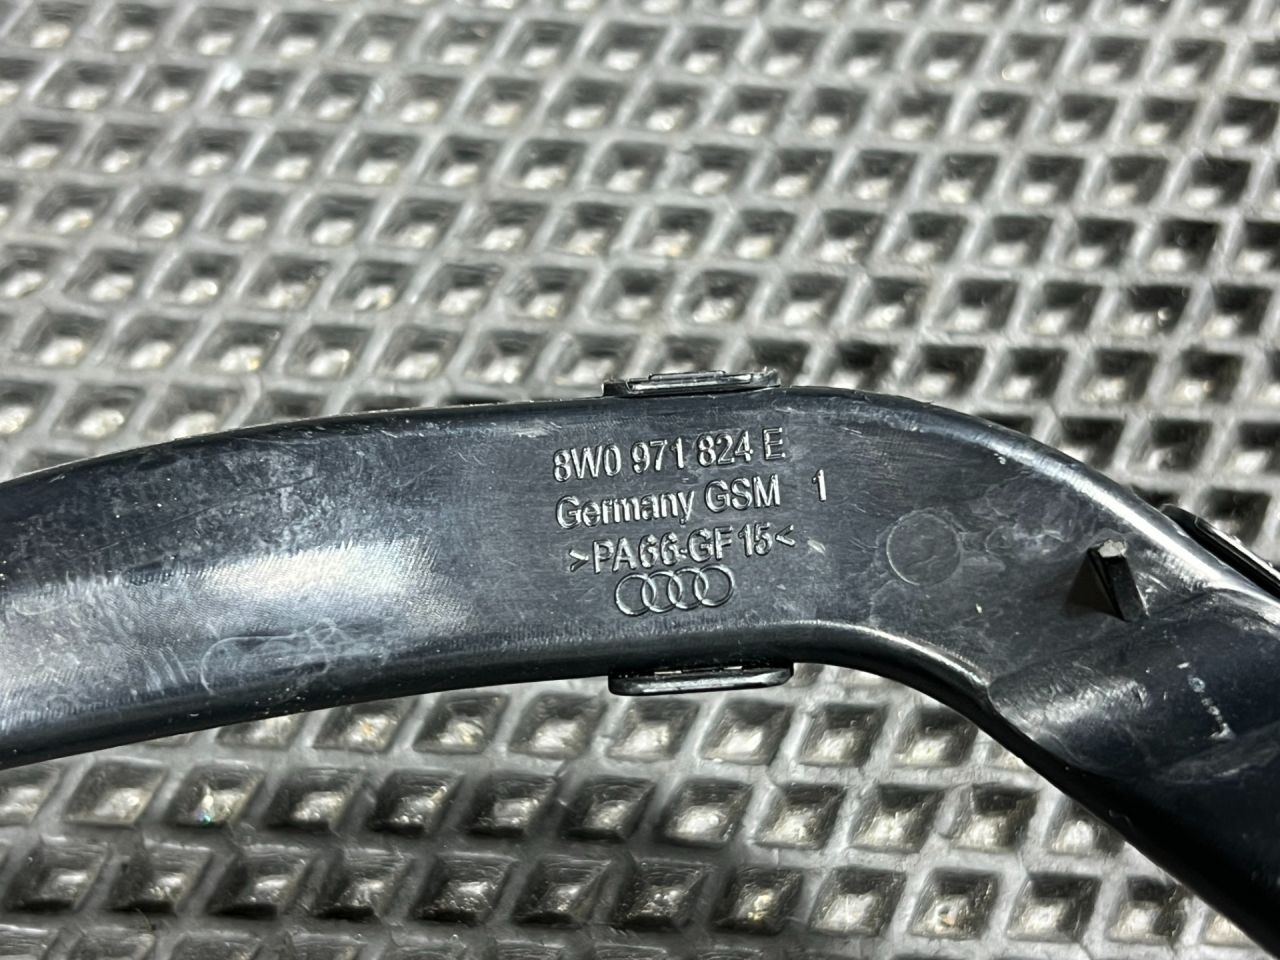 8W0 971 824 E
Germany GSM 1
>PA66-GF15<